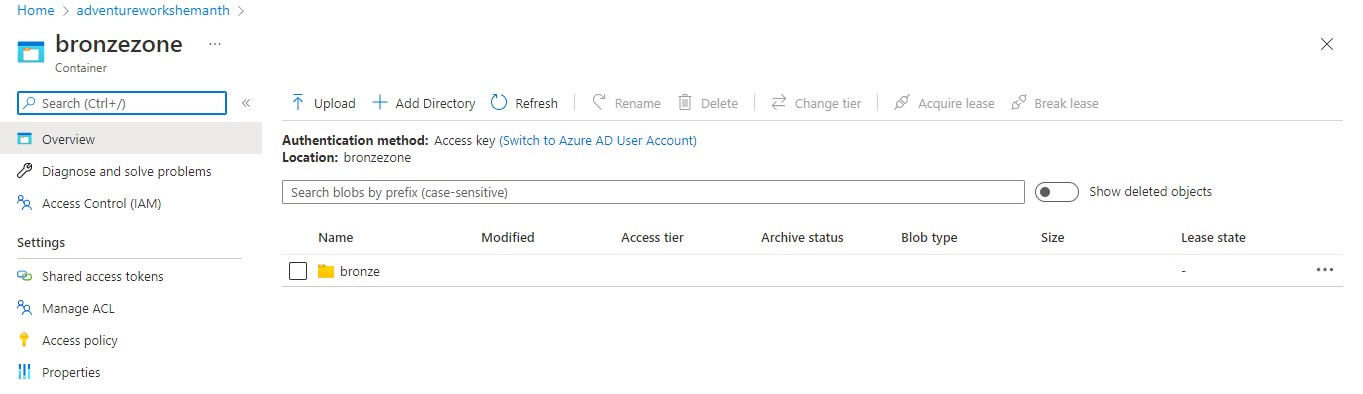 Home > adventureworkshemanth >
bronzezone ...
Container
Search (Ctrl+/) «
Overview
Diagnose and solve problems
Access Control (IAM)
Settings
Shared access tokens
Manage ACL
Access policy
Properties
Upload Add Directory Refresh Rename Delete Change tier Acquire lease Break lease
Authentication method: Access key (Switch to Azure AD User Account)
Location: bronzezone
Search blobs by prefix (case-sensitive) Show deleted objects
Name Modified Access tier Archive status Blob type Size Lease state
bronze - ...